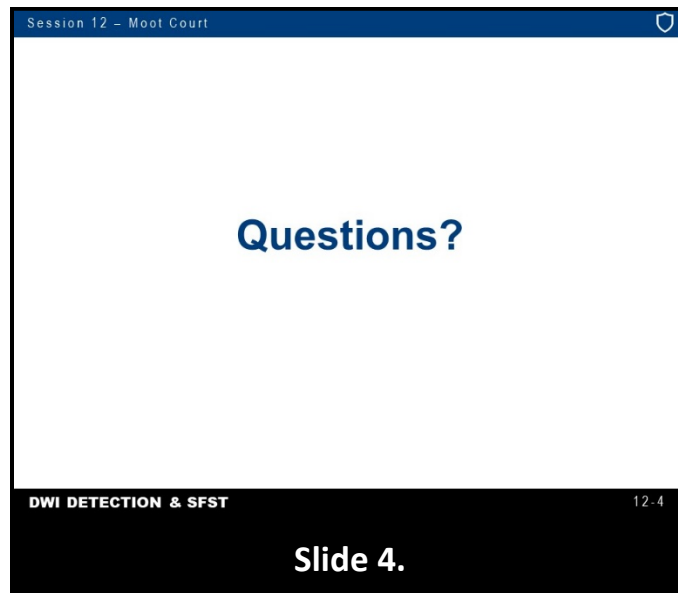 Session 12 – Moot Court
Questions?
DWI DETECTION & SFST
12-4
Slide 4.